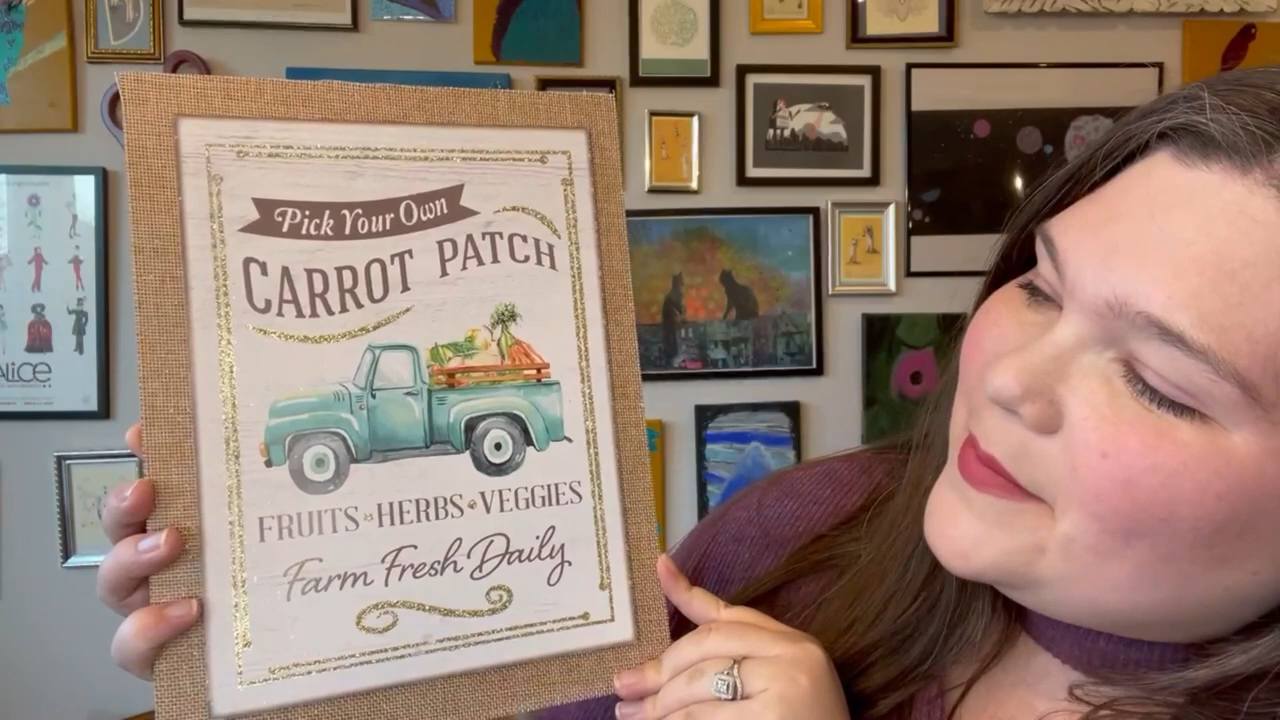 Pick Your Own
CARROT PATCH
FRUITS HERBS VEGGIES
Farm Fresh Daily
ALICE